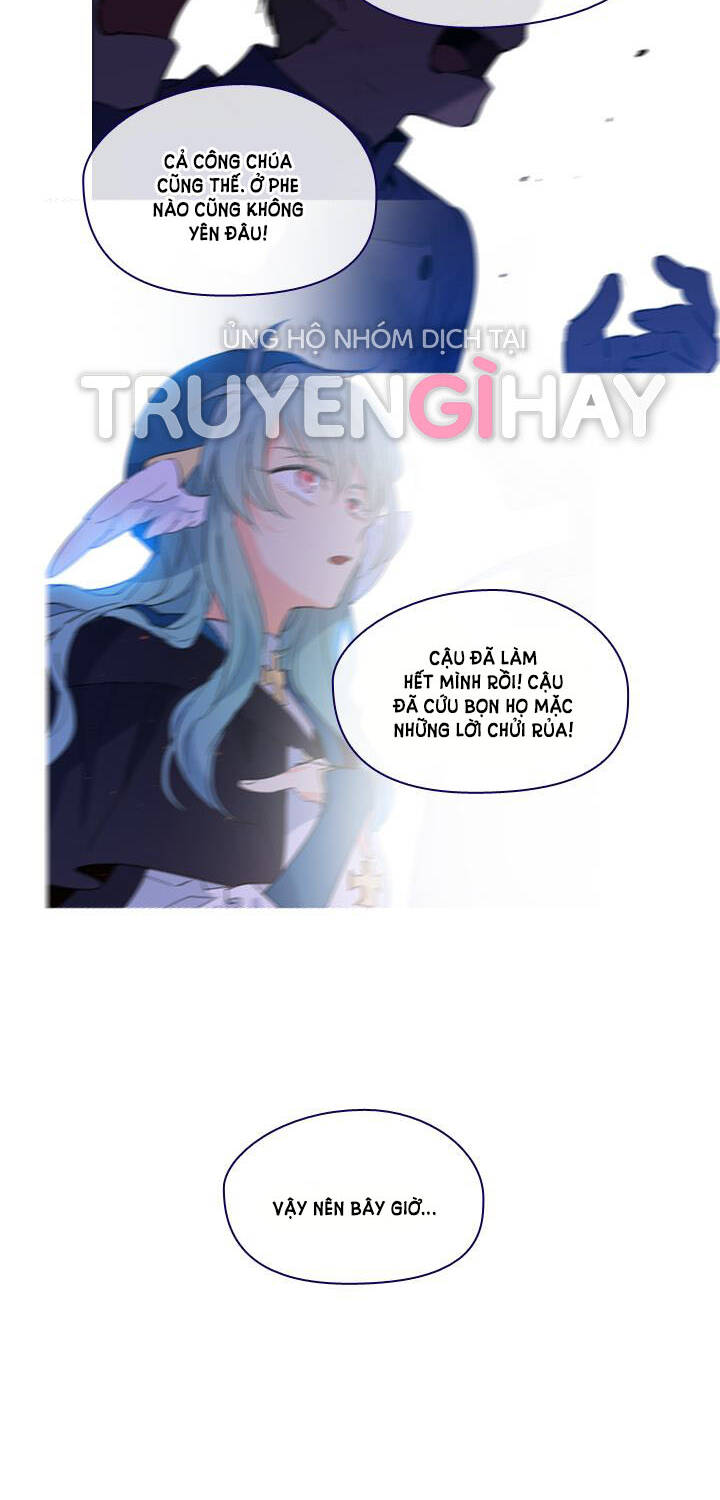 CẢ CÔNG CHÚA
CŨNG THẾ. Ở PHE
NÀO CŨNG KHÔNG
YÊN ĐÂU!
ỦNG HỘ NHÓM DỊCH TẠI
TRUYENGÌHAY
CẬU ĐÃ LÀM
HẾT MÌNH RỒI! CẬU
ĐÃ CỨU BỌN HỌ MẶC
NHỮNG LỜI CHỬI RỦA!
VẬY NÊN BÂY GIỜ...